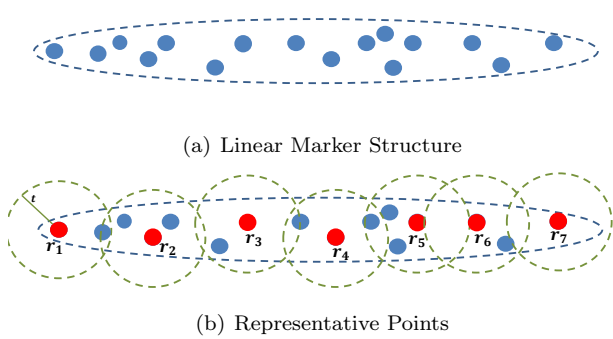 (a) Linear Marker Structure
t
r1 r2 r3 r4 r5 r6 r7
(b) Representative Points